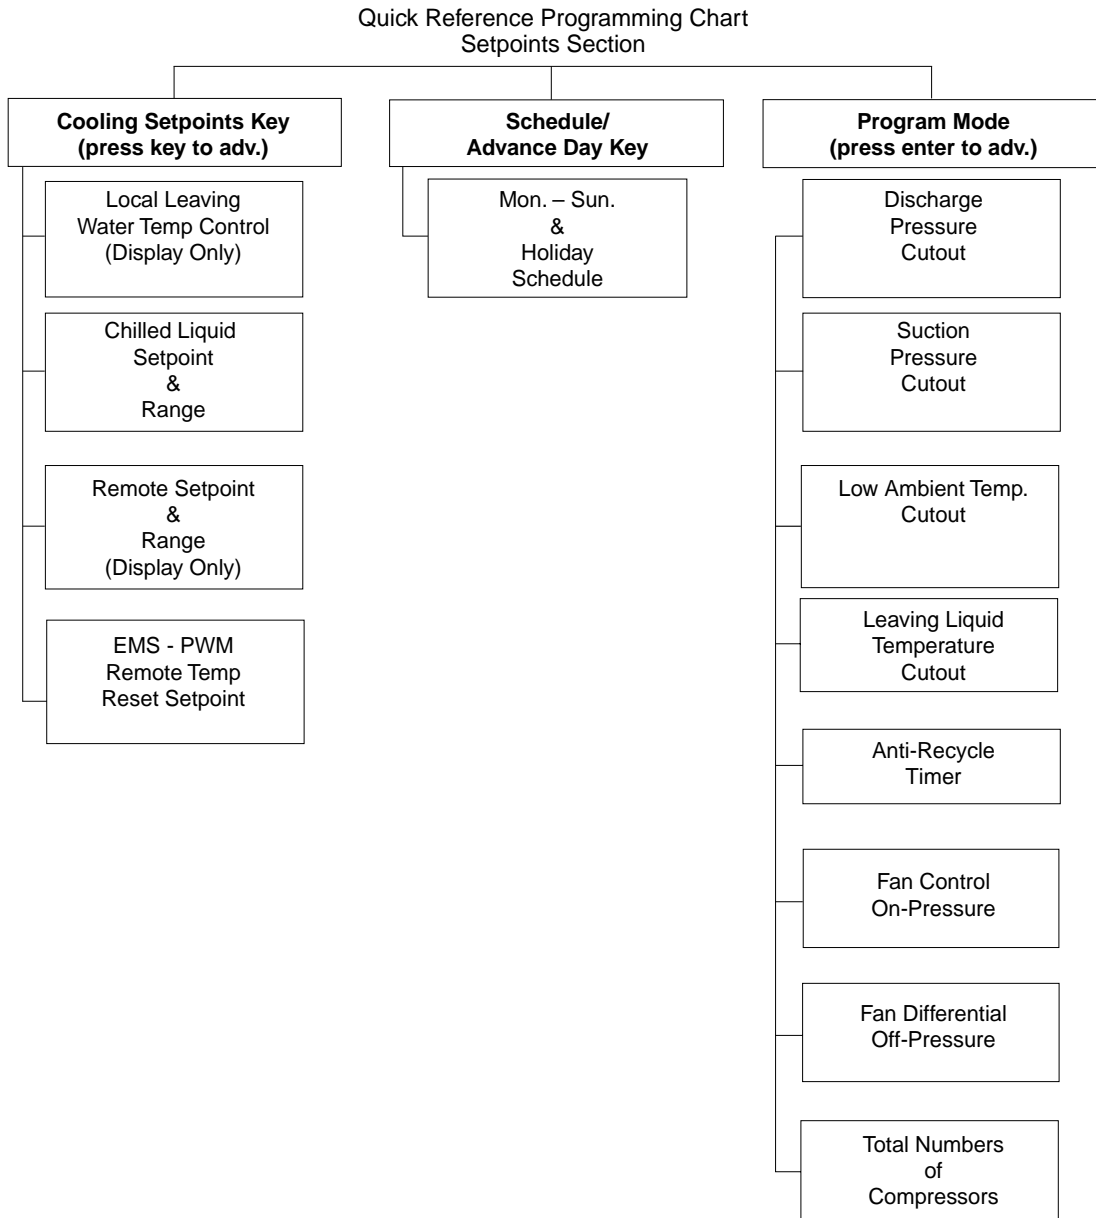 Quick Reference Programming Chart
Setpoints Section
Cooling Setpoints Key
(press key to adv.)
Local Leaving
Water Temp Control
(Display Only)
Chilled Liquid
Setpoint
&
Range
Remote Setpoint
&
Range
(Display Only)
EMS - PWM
Remote Temp
Reset Setpoint
Schedule/
Advance Day Key
Mon. – Sun.
&
Holiday
Schedule
Program Mode
(press enter to adv.)
Discharge
Pressure
Cutout
Suction
Pressure
Cutout
Low Ambient Temp.
Cutout
Leaving Liquid
Temperature
Cutout
Anti-Recycle
Timer
Fan Control
On-Pressure
Fan Differential
Off-Pressure
Total Numbers
of
Compressors